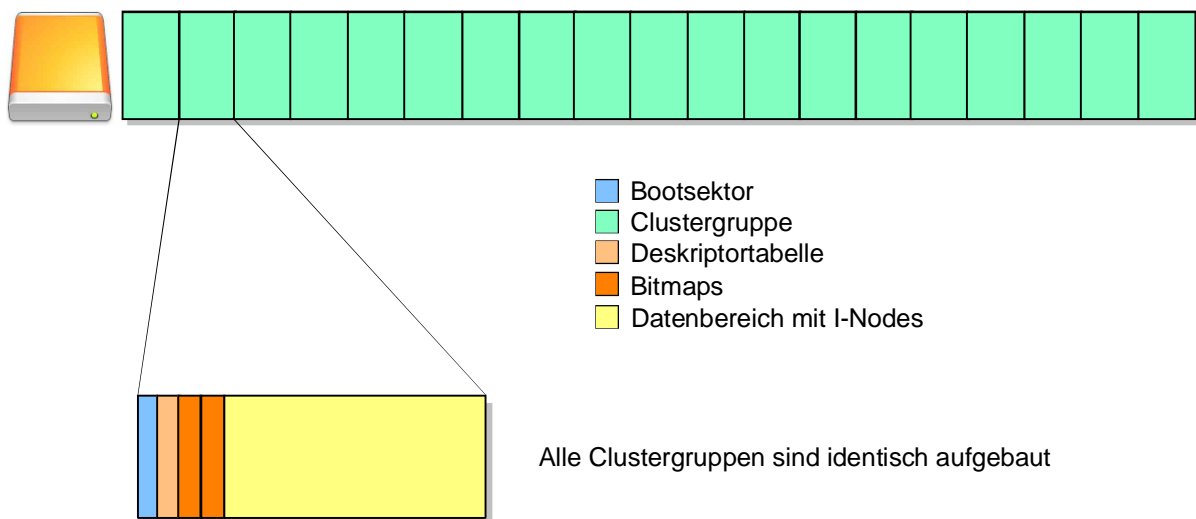 Bootsektor
Clustergruppe
Deskriptortabelle
Bitmaps
Datenbereich mit I-Nodes
Alle Clustergruppen sind identisch aufgebaut